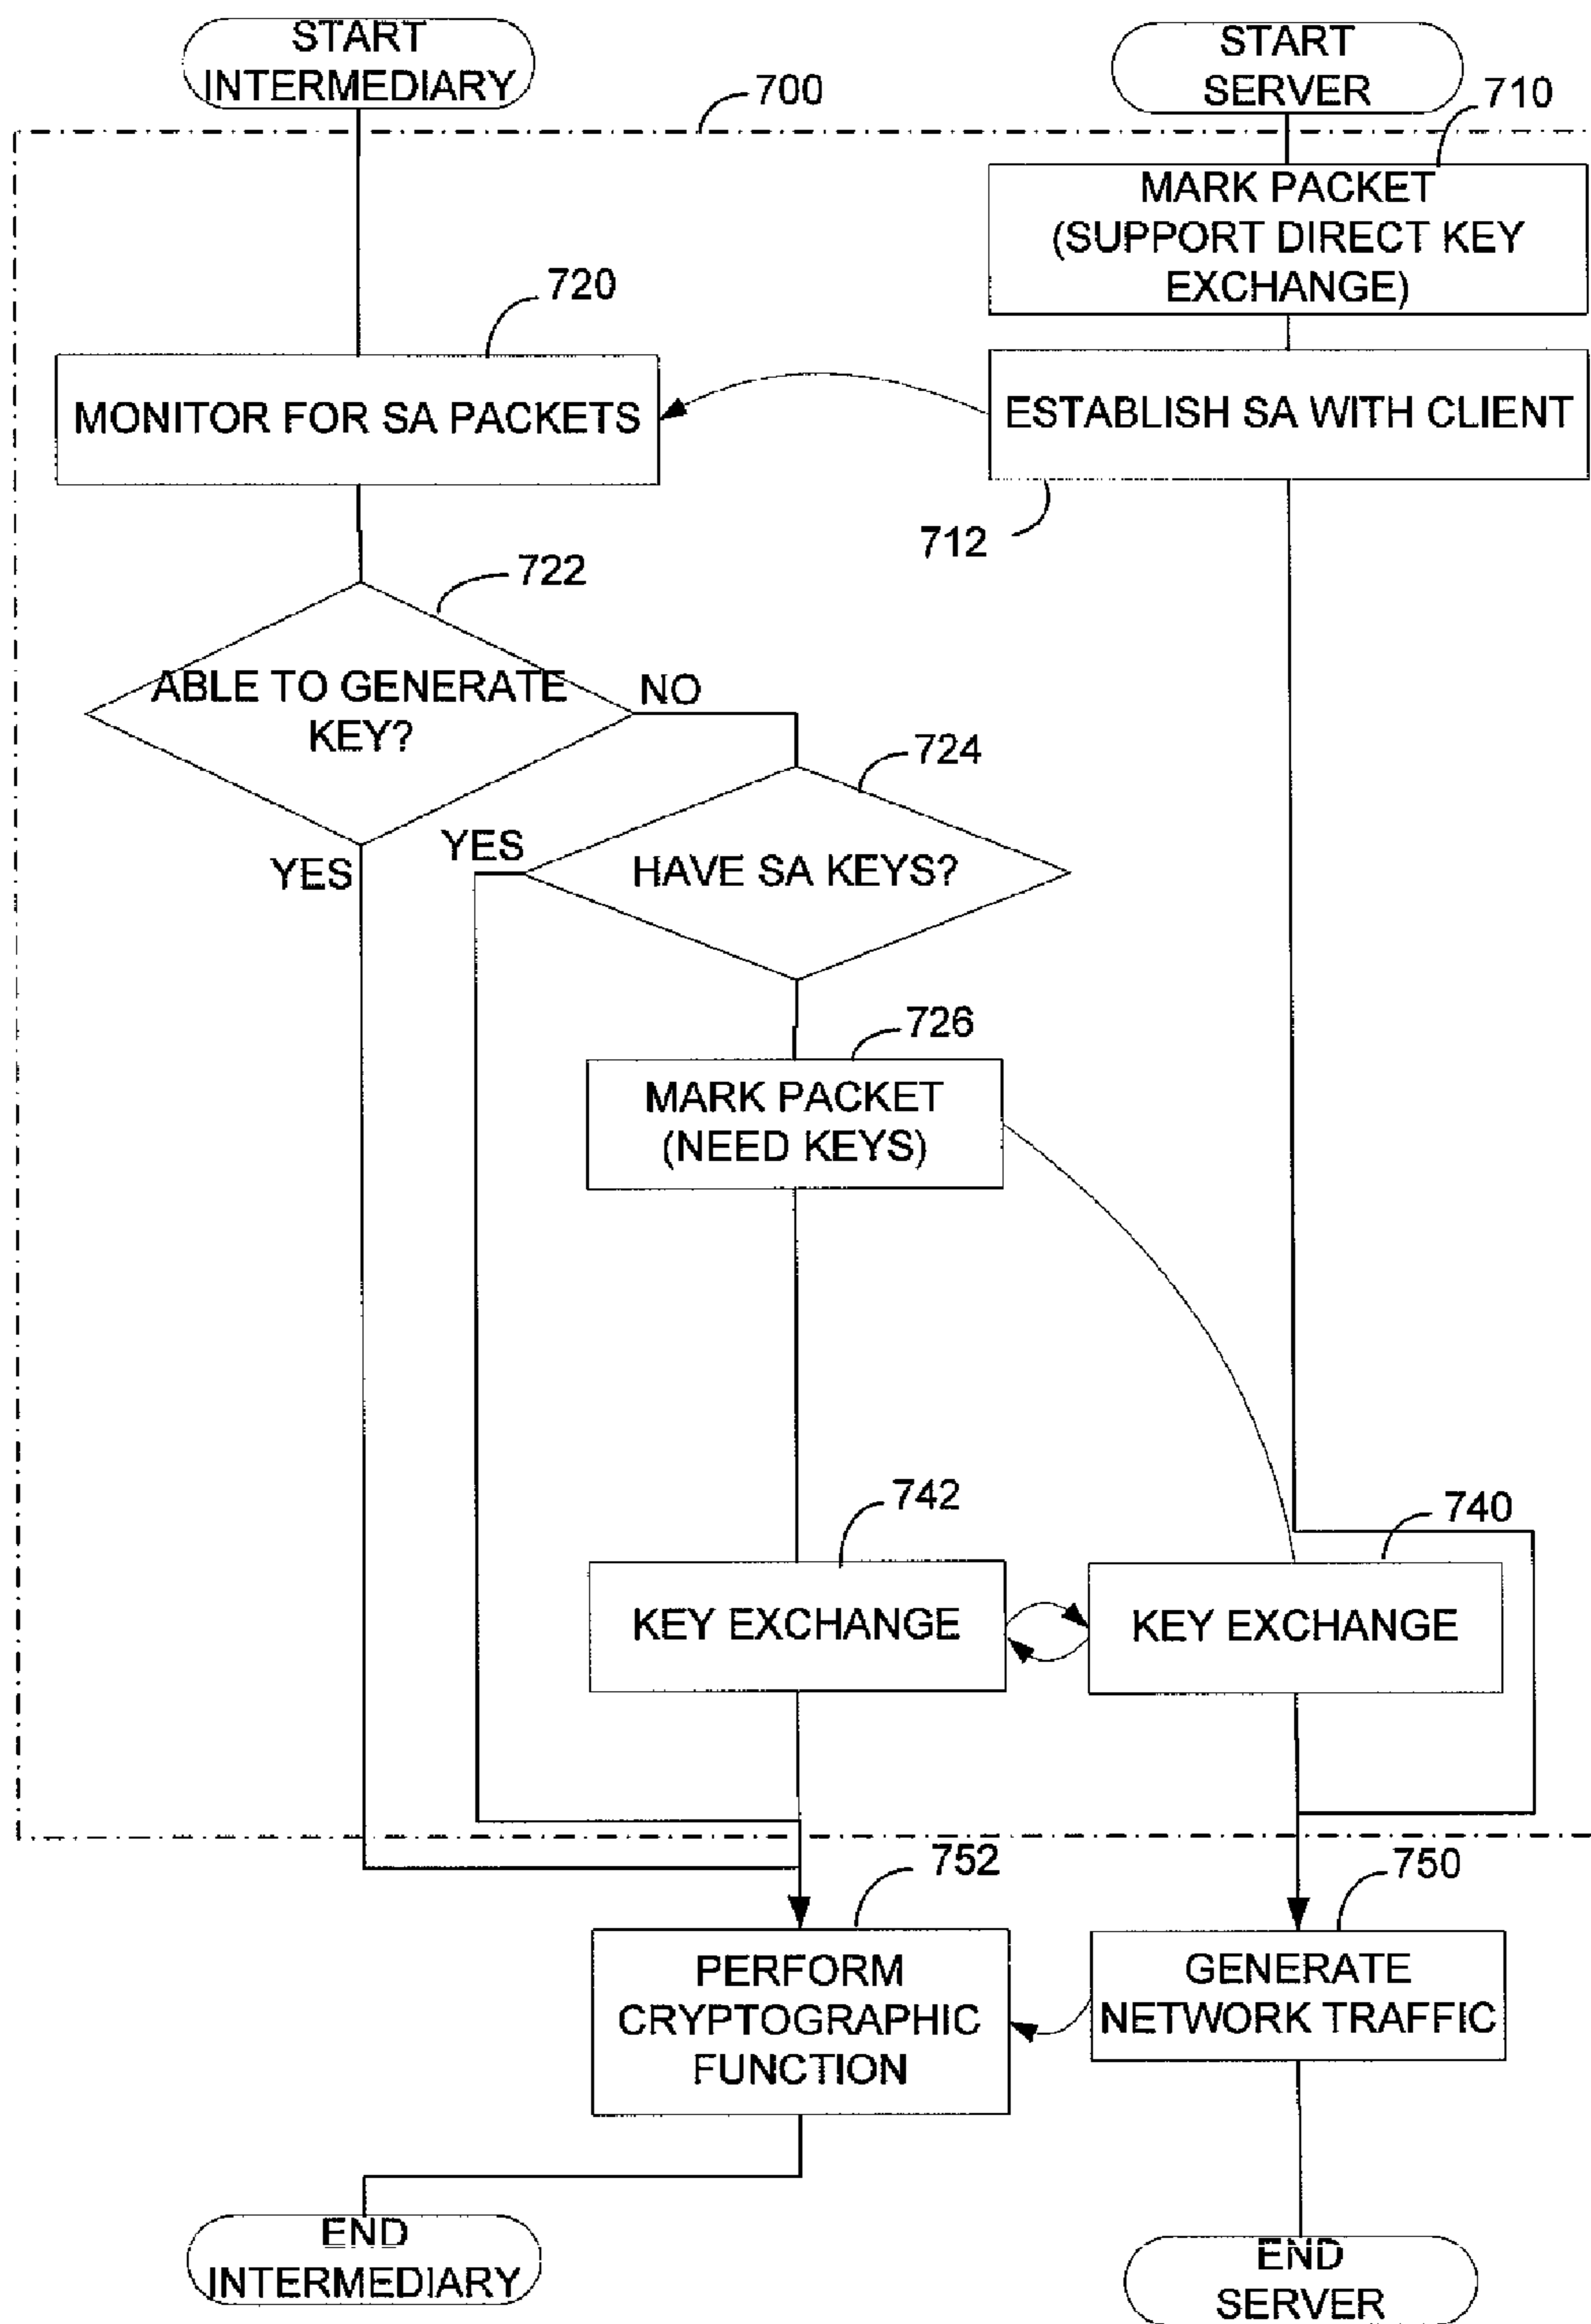 START
INTERMEDIARY
START
SERVER
700
710
MARK PACKET
(SUPPORT DIRECT KEY
EXCHANGE)
720
MONITOR FOR SA PACKETS
ESTABLISH SA WITH CLIENT
712
722
ABLE TO GENERATE
KEY?
NO
724
YES
YES
HAVE SA KEYS?
726
MARK PACKET
(NEED KEYS)
742
740
KEY EXCHANGE
KEY EXCHANGE
752
750
PERFORM
CRYPTOGRAPHIC
FUNCTION
GENERATE
NETWORK TRAFFIC
END
INTERMEDIARY
END
SERVER